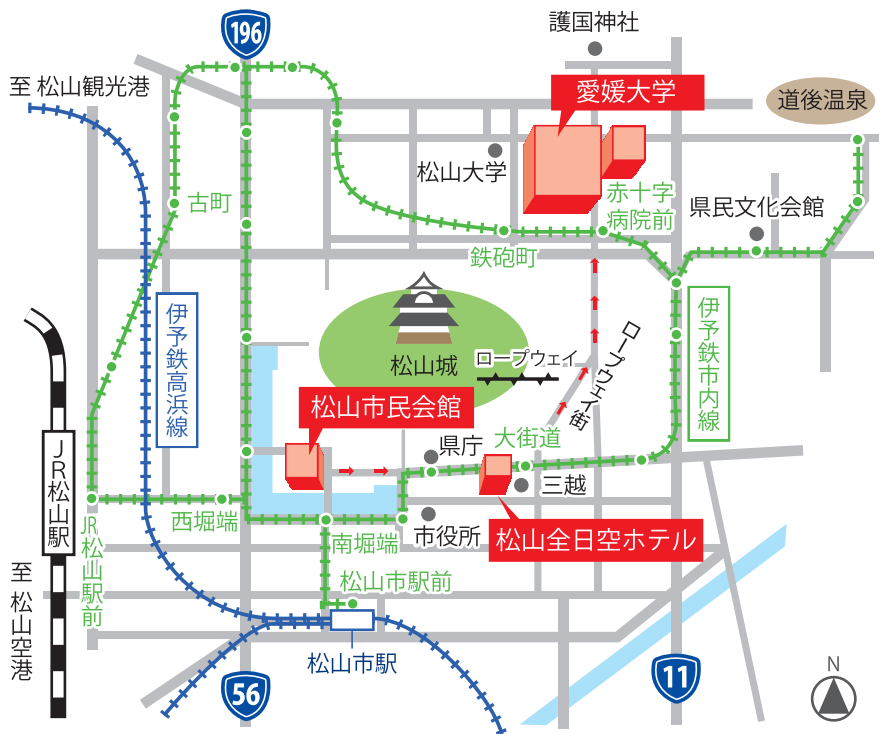 196
護国神社
至 松山観光港
愛媛大学
道後温泉
松山大学
赤十字
病院前
古町
県民文化会館
鉄砲町
伊予鉄高浜線
松山城
ロープウェイ
ロープウェイ街
伊予鉄市内線
松山市民会館
大街道
県庁
三越
JR松山駅
西堀端
市役所
松山全日空ホテル
南堀端
JR松山駅前
松山市駅前
至 松山空港
松山市駅
56
11
N